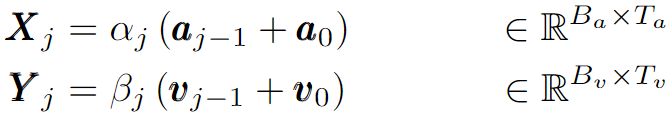 X_j = α_j (a_{j−1} + a_0) ∈ ℝ^{B_a×T_a}
Y_j = β_j (v_{j−1} + v_0) ∈ ℝ^{B_v×T_v}